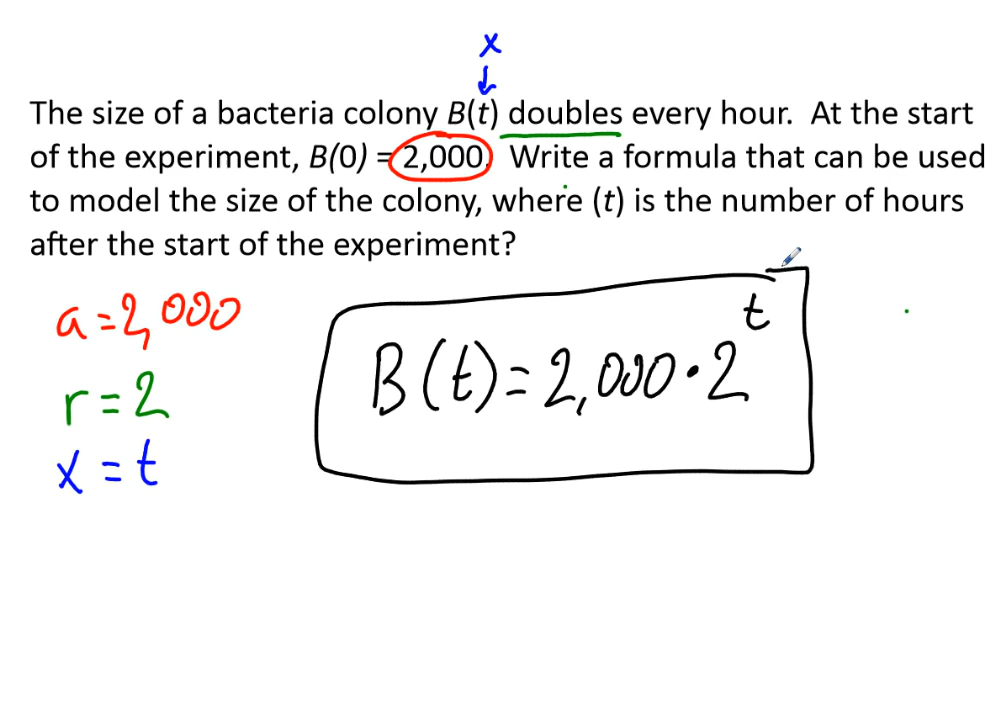 x
The size of a bacteria colony B(t) doubles every hour. At the start
of the experiment, B(0) = 2,000. Write a formula that can be used
to model the size of the colony, where (t) is the number of hours
after the start of the experiment?
a = 2,000
B(t) = 2,000 · 2^t
r = 2
x = t